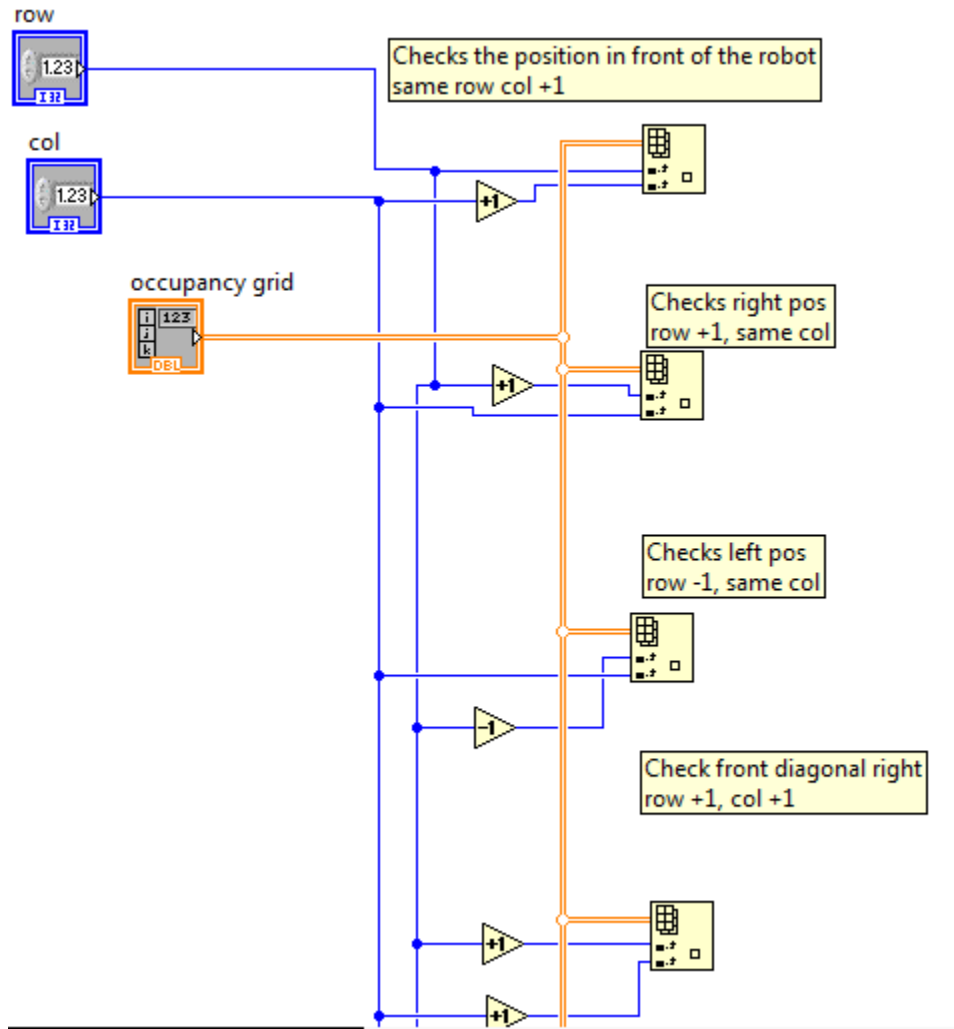 row
1.23
I32
Checks the position in front of the robot
same row col +1
col
1.23
I32
+1
occupancy grid
i 123
j
k
DBL
Checks right pos
row +1, same col
+1
Checks left pos
row -1, same col
-1
Check front diagonal right
row +1, col +1
+1
+1